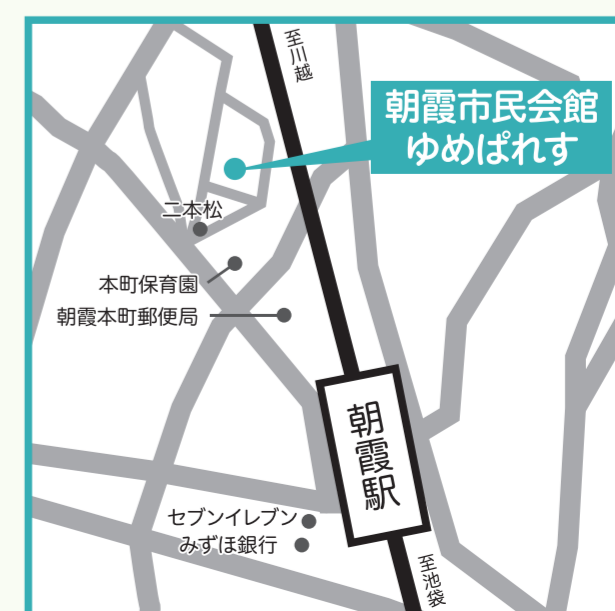 至川越
朝霞市民会館
ゆめぱれす
二本松
本町保育園
朝霞本町郵便局
朝霞駅
セブンイレブン
みずほ銀行
至池袋